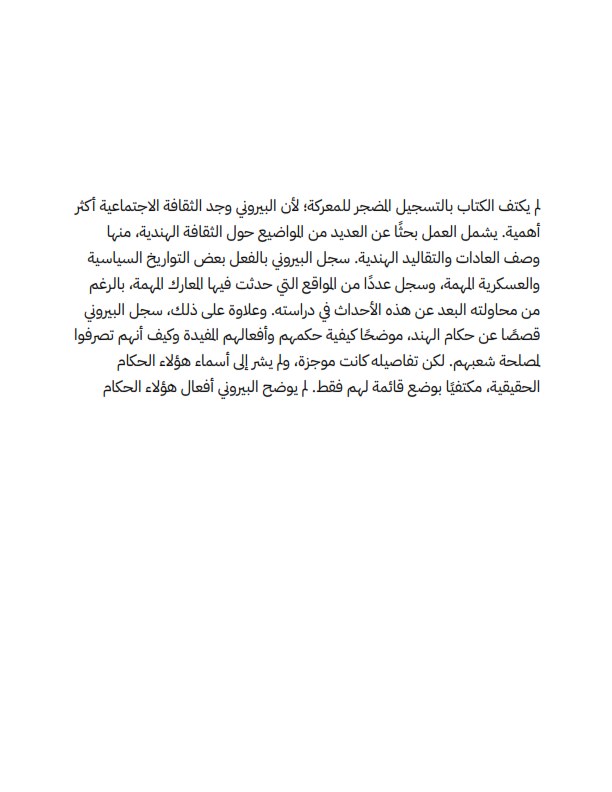 لم يكتف الكتاب بالتسجيل المضجر للمعركة؛ لأن البيروني وجد الثقافة الاجتماعية أكثر
أهمية. يشمل العمل بحثًا عن العديد من المواضيع حول الثقافة الهندية، منها
وصف العادات والتقاليد الهندية. سجل البيروني بالفعل بعض التواريخ السياسية
والعسكرية المهمة، وسجل عددًا من المواقع التي حدثت فيها المعارك المهمة، بالرغم
من محاولته البعد عن هذه الأحداث في دراسته. وعلاوة على ذلك، سجل البيروني
قصصًا عن حكام الهند، موضحًا كيفية حكمهم وأفعالهم المفيدة وكيف أنهم تصرفوا
لمصلحة شعبهم. لكن تفاصيله كانت موجزة، ولم يشر إلى أسماء هؤلاء الحكام
الحقيقية، مكتفيًا بوضع قائمة لهم فقط. لم يوضح البيروني أفعال هؤلاء الحكام